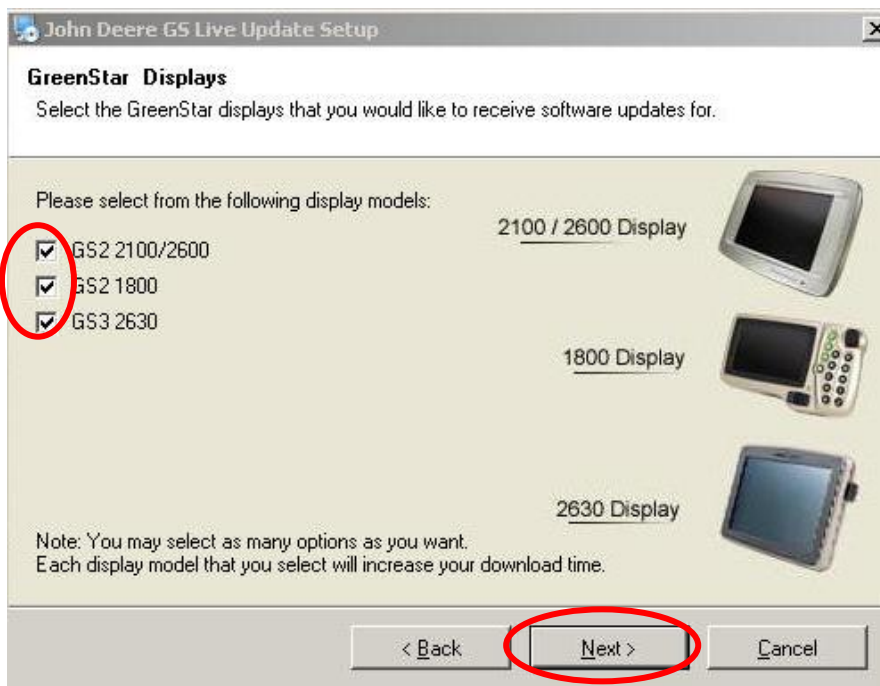 John Deere GS Live Update Setup
GreenStar Displays
Select the GreenStar displays that you would like to receive software updates for.
Please select from the following display models:
2100 / 2600 Display
GS2 2100/2600
GS2 1800
GS3 2630
1800 Display
2630 Display
Note: You may select as many options as you want.
Each display model that you select will increase your download time.
< Back
Next >
Cancel